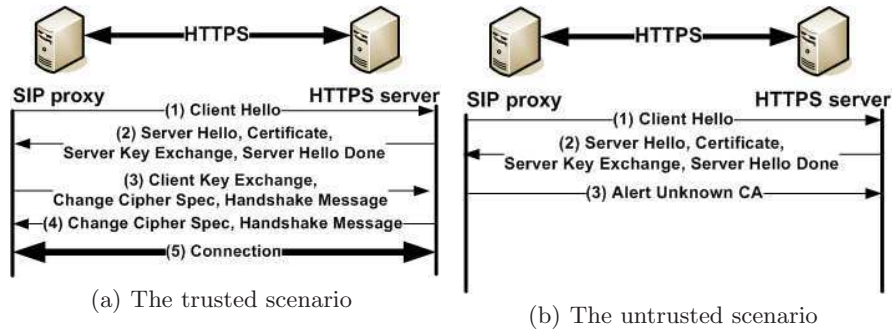 HTTPS
SIP proxy
HTTPS server
(1) Client Hello
(2) Server Hello, Certificate,
Server Key Exchange, Server Hello Done
(3) Client Key Exchange,
Change Cipher Spec, Handshake Message
(4) Change Cipher Spec, Handshake Message
(5) Connection
(a) The trusted scenario
HTTPS
SIP proxy
HTTPS server
(1) Client Hello
(2) Server Hello, Certificate,
Server Key Exchange, Server Hello Done
(3) Alert Unknown CA
(b) The untrusted scenario